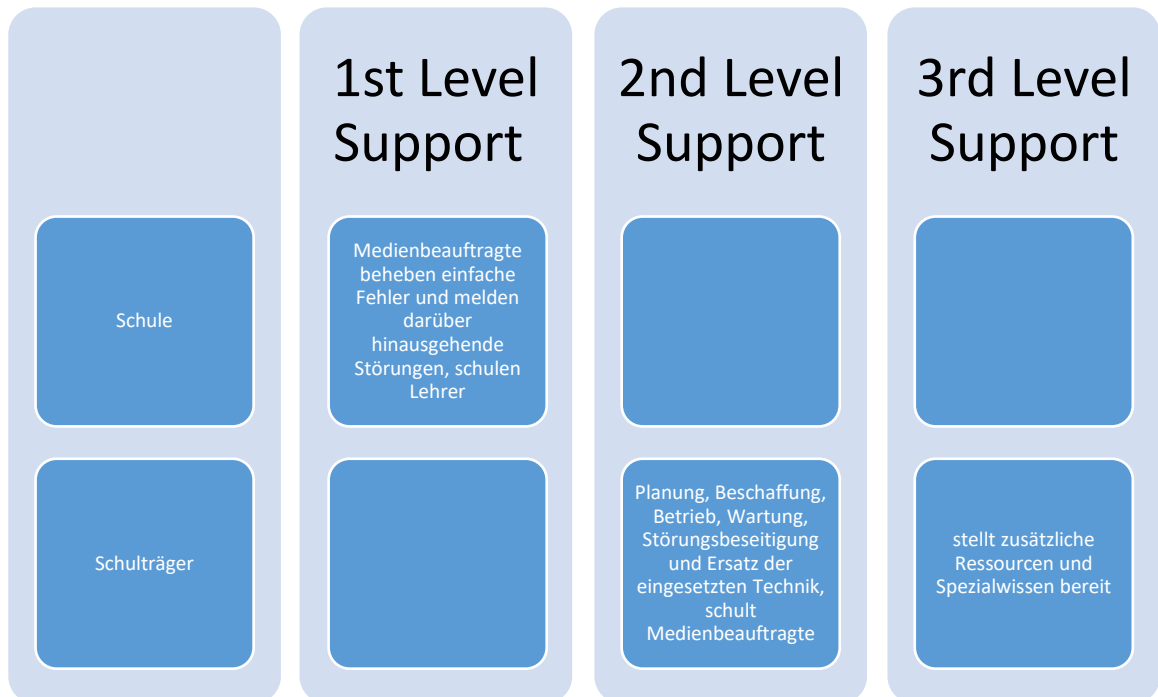 1st Level
Support
2nd Level
Support
3rd Level
Support
Schule
Medienbeauftragte
beheben einfache
Fehler und melden
darüber
hinausgehende
Störungen, schulen
Lehrer
Schulträger
Planung, Beschaffung,
Betrieb, Wartung,
Störungsbeseitigung
und Ersatz der
eingesetzten Technik,
schult
Medienbeauftragte
stellt zusätzliche
Ressourcen und
Spezialwissen bereit